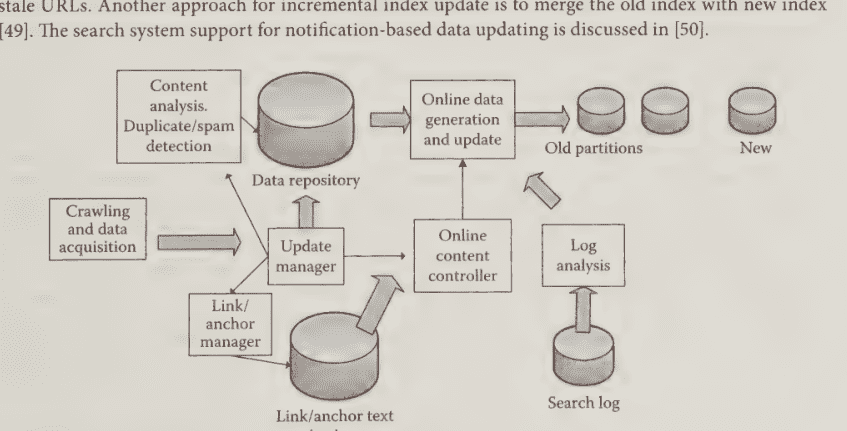 stale URLs. Another approach for incremental index update is to merge the old index with new index
[49]. The search system support for notification-based data updating is discussed in [50].
Content
analysis.
Duplicate/spam
detection
Data repository
Online data
generation
and update
Old partitions
New
Crawling
and data
acquisition
Update
manager
Online
content
controller
Log
analysis
Link/
anchor
manager
Link/anchor text
Search log